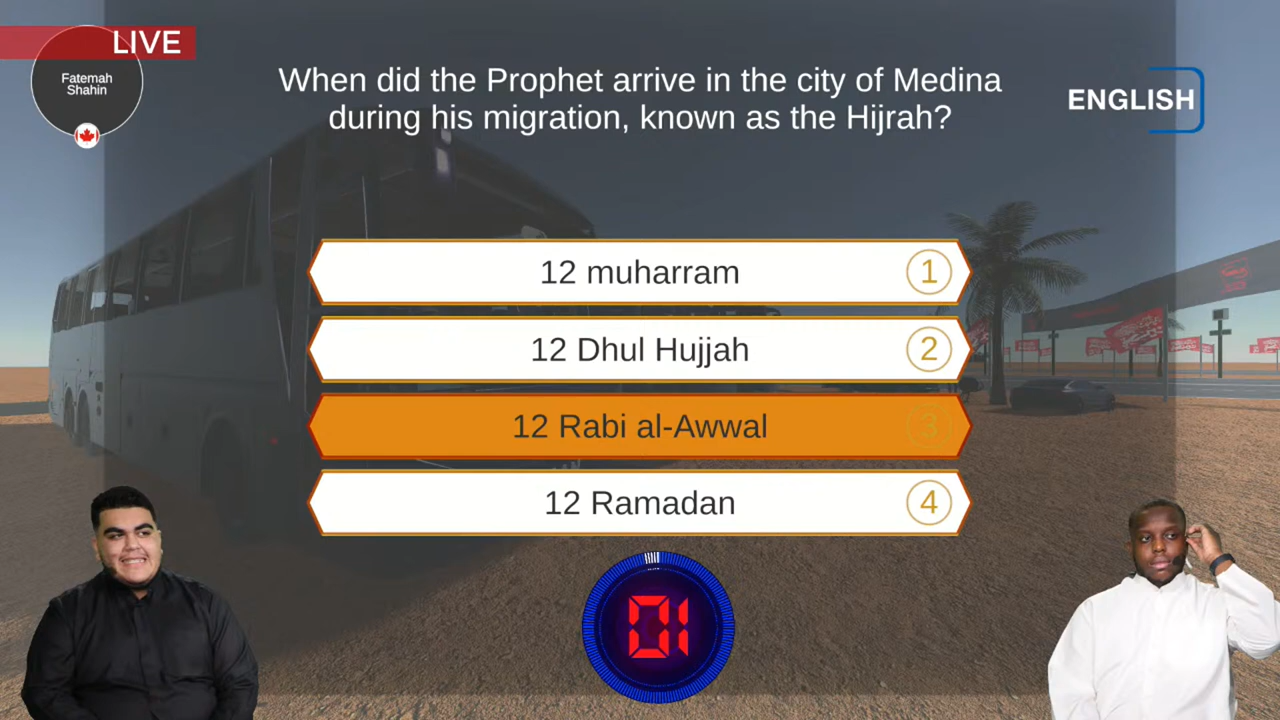 LIVE
Fatemah
Shahin
When did the Prophet arrive in the city of Medina
during his migration, known as the Hijrah?
ENGLISH
12 muharram 1
12 Dhul Hujjah 2
12 Rabi al-Awwal 3
12 Ramadan 4
01